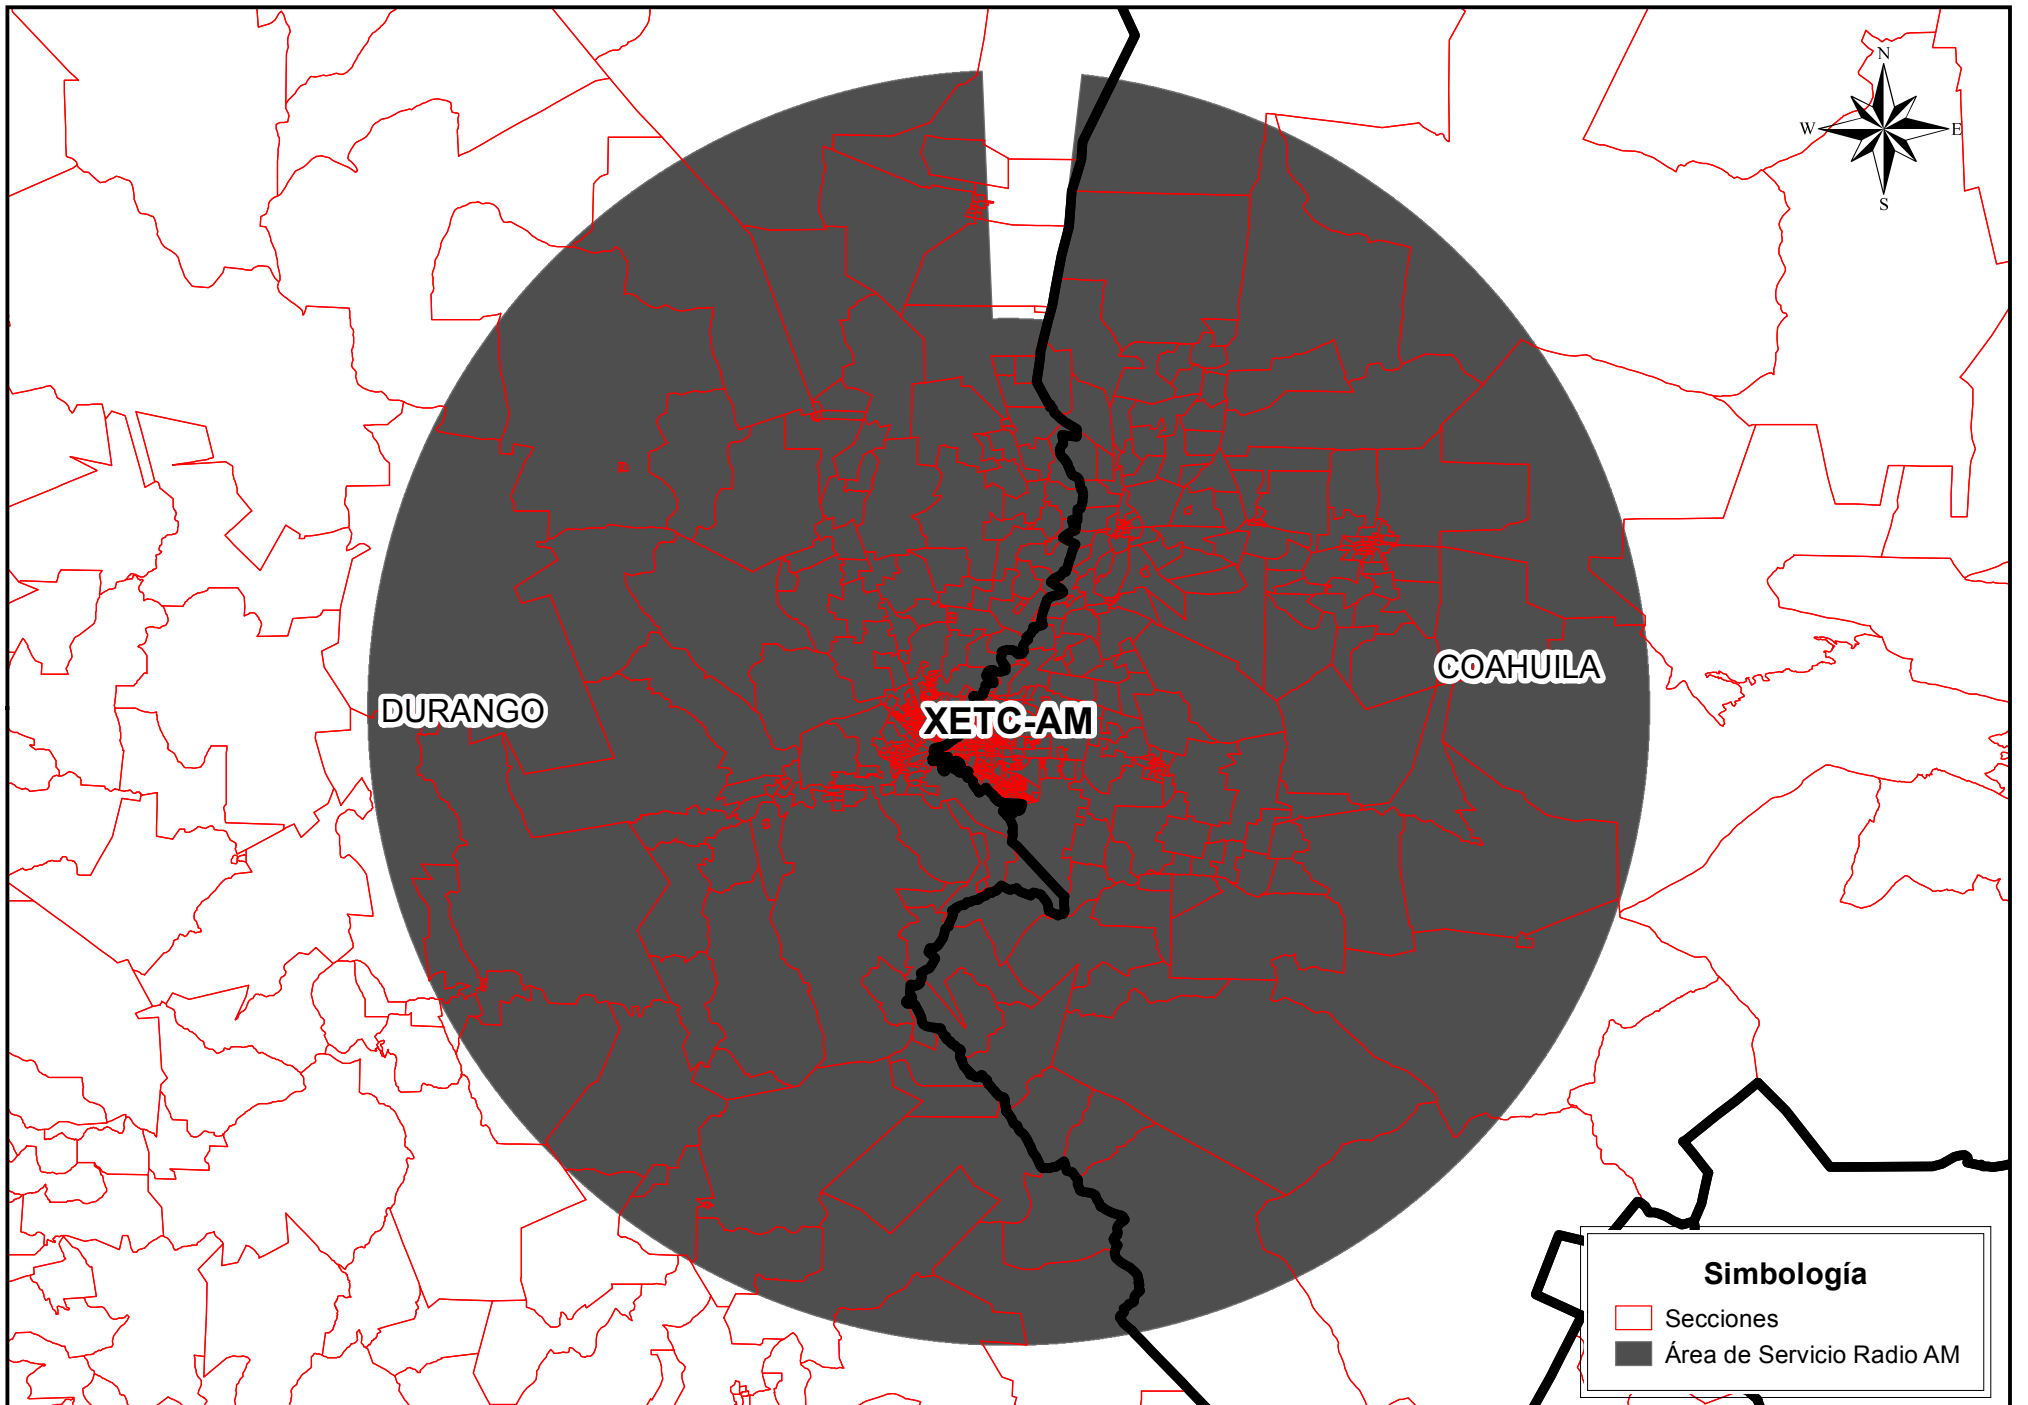 N
W E
S
COAHUILA
DURANGO
XETC-AM
Simbología
Secciones
Área de Servicio Radio AM